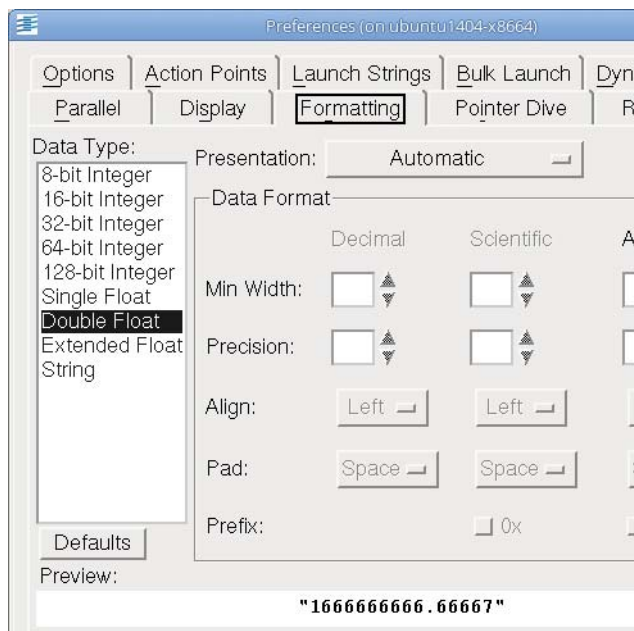 Preferences (on ubuntu1404-x8664)
Options Action Points Launch Strings Bulk Launch Dyn
Parallel Display Formatting Pointer Dive R
Data Type:
Presentation: Automatic
8-bit Integer
16-bit Integer
32-bit Integer
64-bit Integer
128-bit Integer
Single Float
Double Float
Extended Float
String
Defaults
Data Format
Decimal Scientific A
Min Width:
Precision:
Align: Left Left
Pad: Space Space
Prefix: 0x
Preview:
"1666666666.66667"